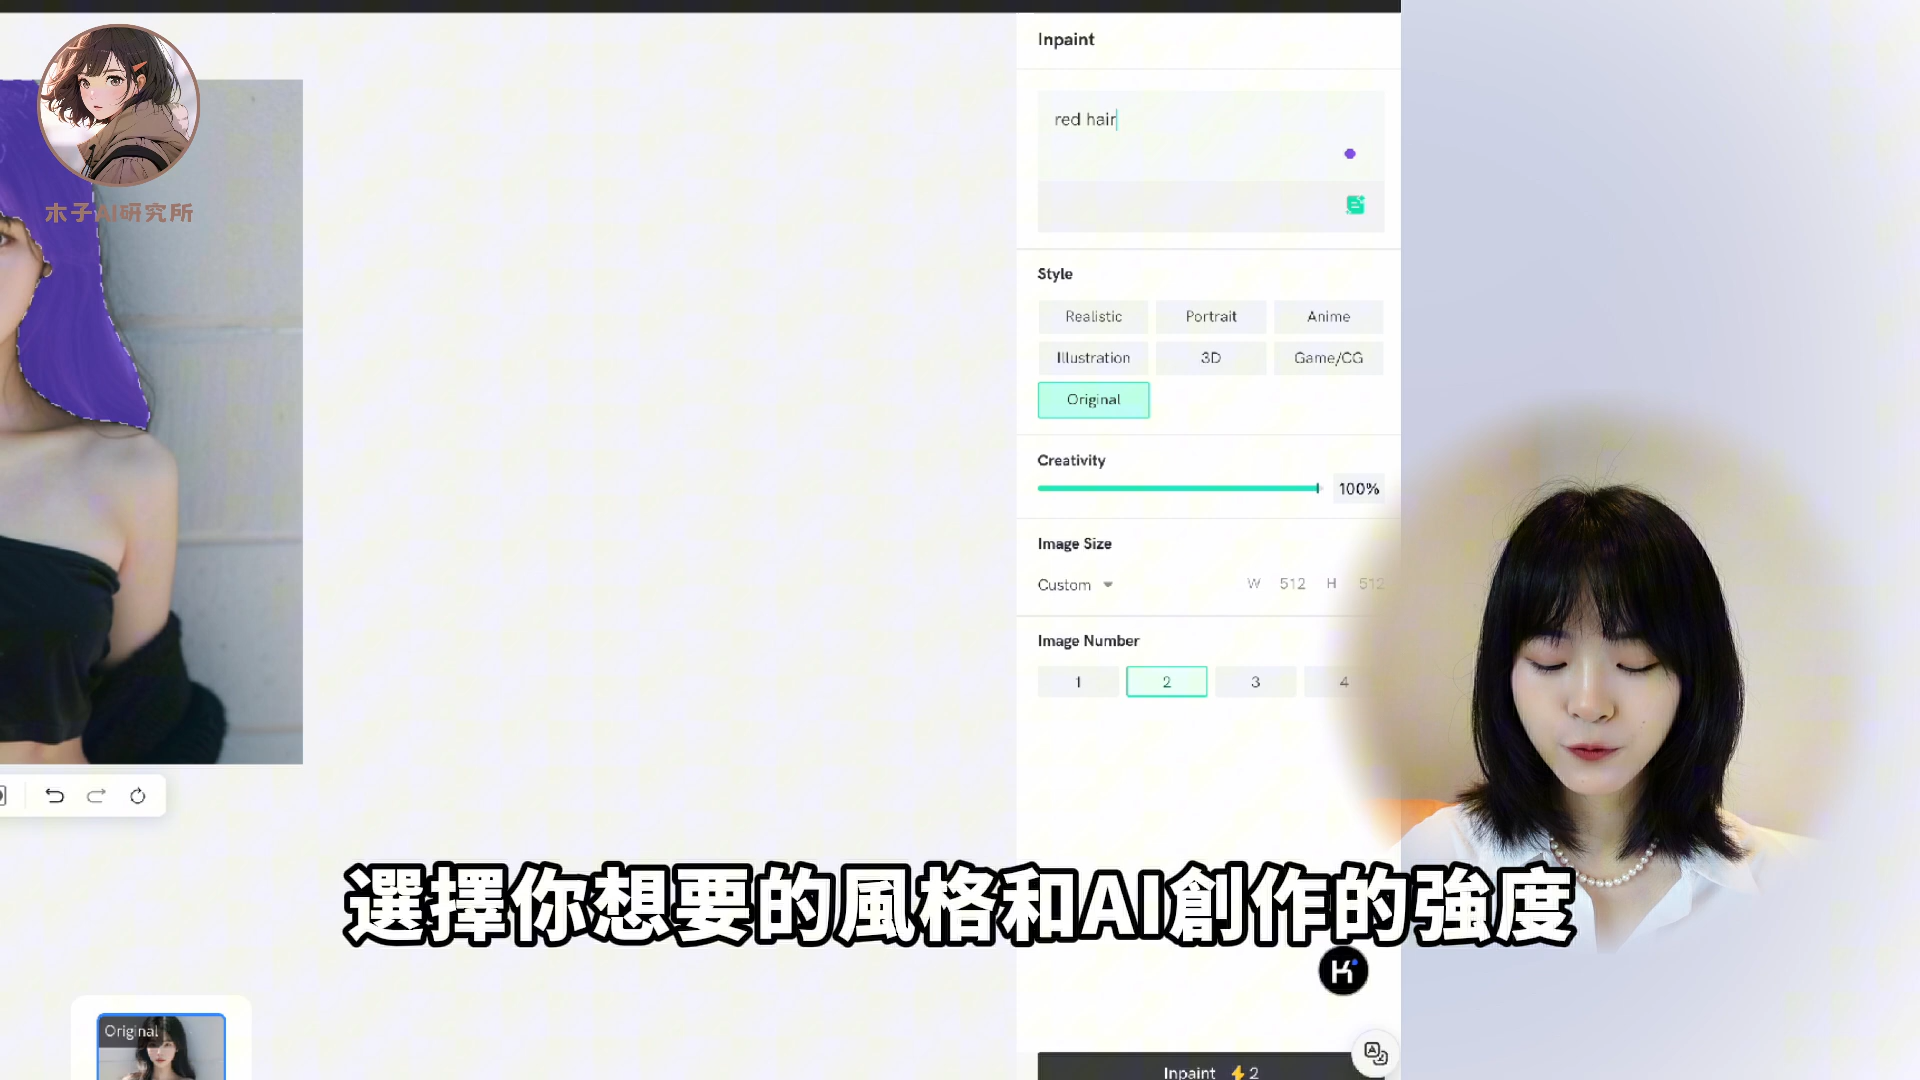 木子AI研究所
Inpaint
red hair
Style
Realistic
Portrait
Anime
Illustration
3D
Game/CG
Original
Creativity
100%
Image Size
Custom
W 512 H 512
Image Number
1
2
3
4
選擇你想要的風格和AI創作的強度
K
Original
Inpaint 2